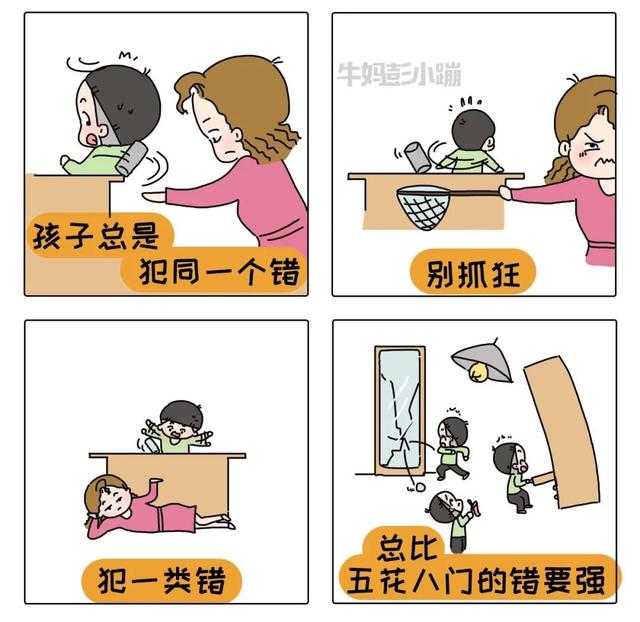 孩子总是
犯同一个错
牛妈彭小蹦
别抓狂
犯一类错
总比
五花八门的错要强